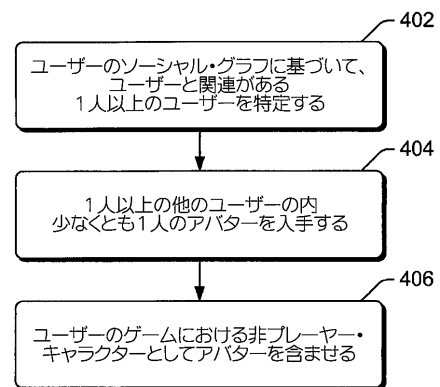 402
ユーザーのソーシャル・グラフに基づいて、
ユーザーと関連がある
1人以上のユーザーを特定する
404
1人以上の他のユーザーの内
少なくとも1人のアバターを入手する
406
ユーザーのゲームにおける非プレーヤー・
キャラクターとしてアバターを含ませる